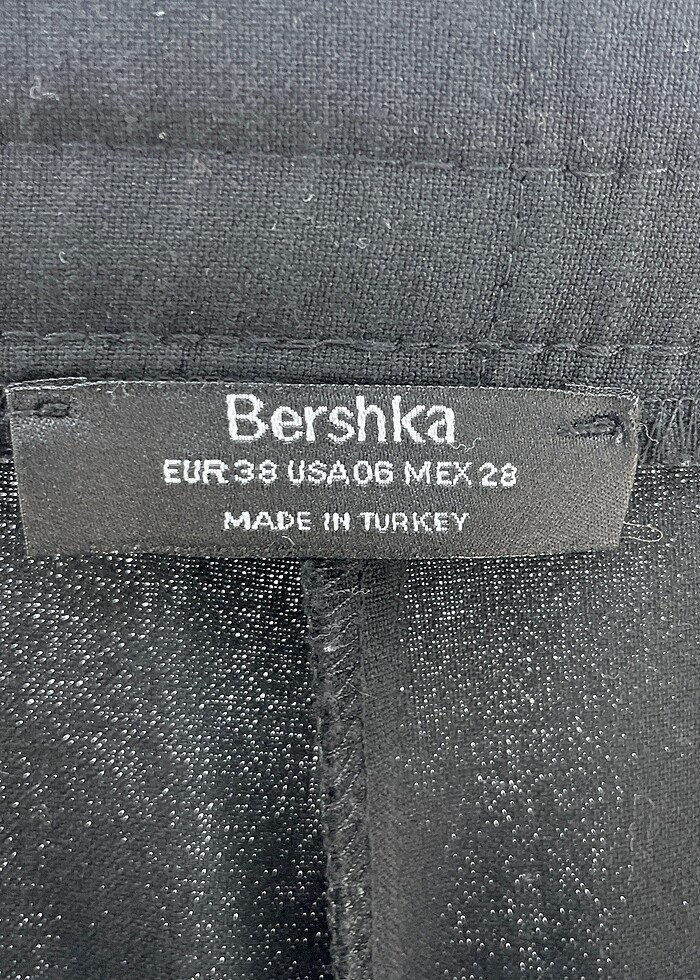 Bershka
EUR 38 USA 06 MEX 28
MADE IN TURKEY